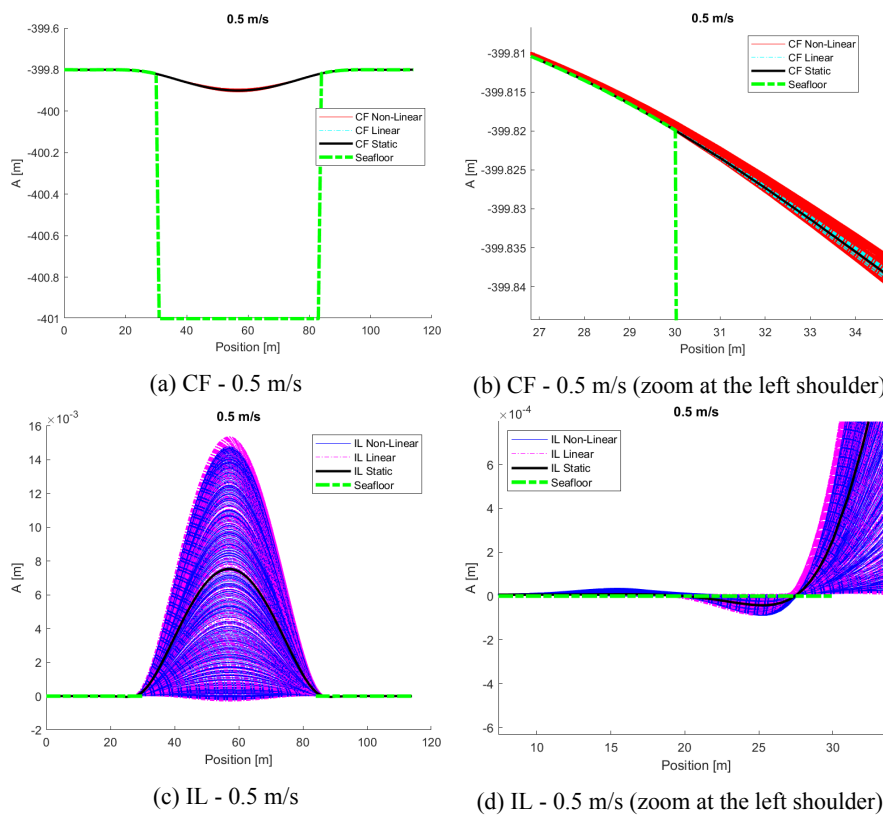 0.5 m/s
-399.6
-399.8
-400
-400.2
-400.4
-400.6
-400.8
-401
A [m]
CF Non-Linear
CF Linear
CF Static
Seafloor
0 20 40 60 80 100 120
Position [m]
(a) CF - 0.5 m/s
0.5 m/s
-399.81
-399.815
-399.82
-399.825
-399.83
-399.835
-399.84
A [m]
CF Non-Linear
CF Linear
CF Static
Seafloor
27 28 29 30 31 32 33 34
Position [m]
(b) CF - 0.5 m/s (zoom at the left shoulder)
0.5 m/s
×10⁻³
16
14
12
10
8
6
4
2
0
-2
A [m]
IL Non-Linear
IL Linear
IL Static
Seafloor
0 20 40 60 80 100 120
Position [m]
(c) IL - 0.5 m/s
0.5 m/s
×10⁻⁴
6
4
2
0
-2
-4
-6
A [m]
IL Non-Linear
IL Linear
IL Static
Seafloor
10 15 20 25 30
Position [m]
(d) IL - 0.5 m/s (zoom at the left shoulder)